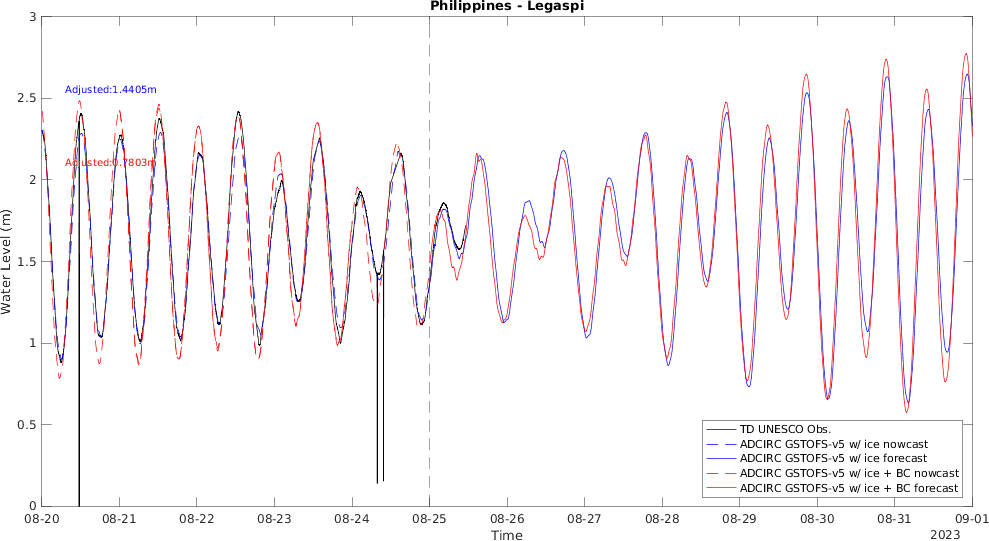 Philippines - Legaspi
3
2.5
2
1.5
1
0.5
0
Water Level (m)
Adjusted:1.4405m
Adjusted:0.7803m
TD UNESCO Obs.
ADCIRC GSTOFS-v5 w/ ice nowcast
ADCIRC GSTOFS-v5 w/ ice forecast
ADCIRC GSTOFS-v5 w/ ice + BC nowcast
ADCIRC GSTOFS-v5 w/ ice + BC forecast
08-20 08-21 08-22 08-23 08-24 08-25 08-26 08-27 08-28 08-29 08-30 08-31 09-01
Time
2023